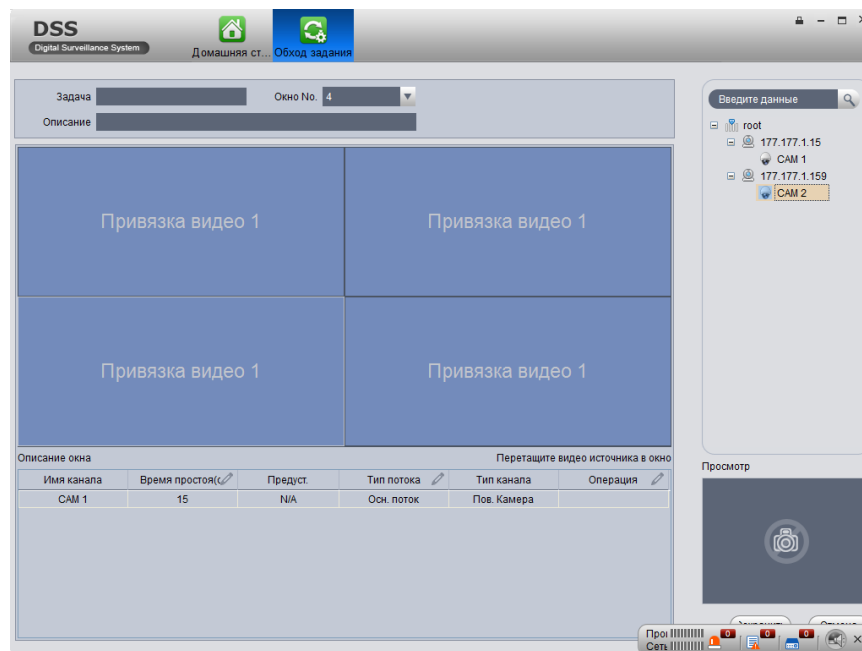 DSS
Digital Surveillance System
Домашняя ст...
Обход задания
Задача
Окно No. 4
Описание
Введите данные
root
177.177.1.15
CAM 1
177.177.1.159
CAM 2
Привязка видео 1
Привязка видео 1
Привязка видео 1
Привязка видео 1
Описание окна
Перетащите видео источника в окно
Имя канала Время простоя(с Предуст. Тип потока Тип канала Операция
CAM 1 15 N/A Осн. поток Пов. Камера
Просмотр
Сеть
0 0 0